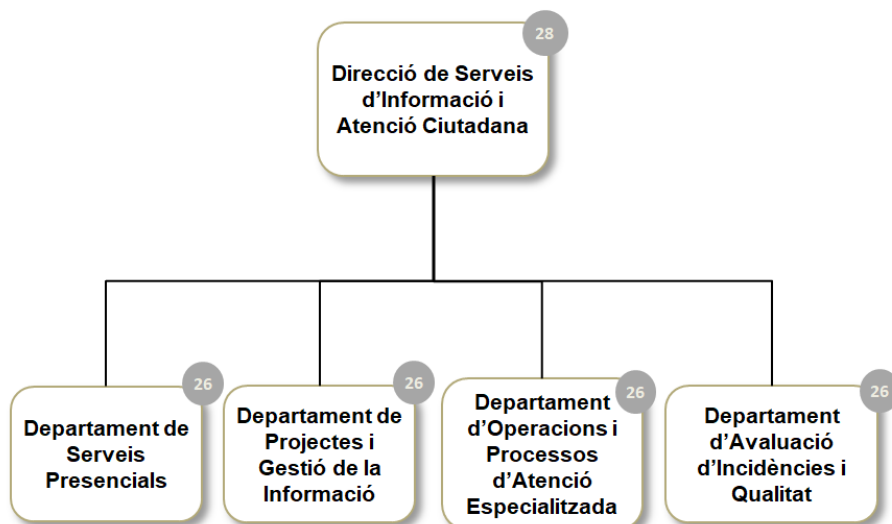 28
Direcció de Serveis
d'Informació i
Atenció Ciutadana
26
Departament de
Serveis
Presencials
26
Departament de
Projectes i
Gestió de la
Informació
26
Departament
d'Operacions i
Processos
d'Atenció
Especialitzada
26
Departament
d'Avaluació
d'Incidències i
Qualitat